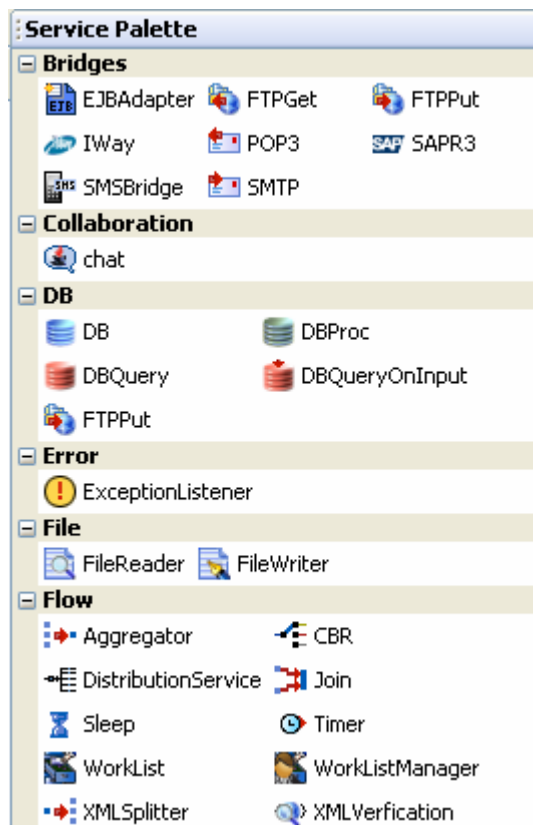 Service Palette
Bridges
EJBAdapter FTPGet FTPPut
IWay POP3 SAPR3
SMSBridge SMTP
Collaboration
chat
DB
DB DBProc
DBQuery DBQueryOnInput
FTPPut
Error
ExceptionListener
File
FileReader FileWriter
Flow
Aggregator CBR
DistributionService Join
Sleep Timer
WorkList WorkListManager
XMLSplitter XMLVerfication